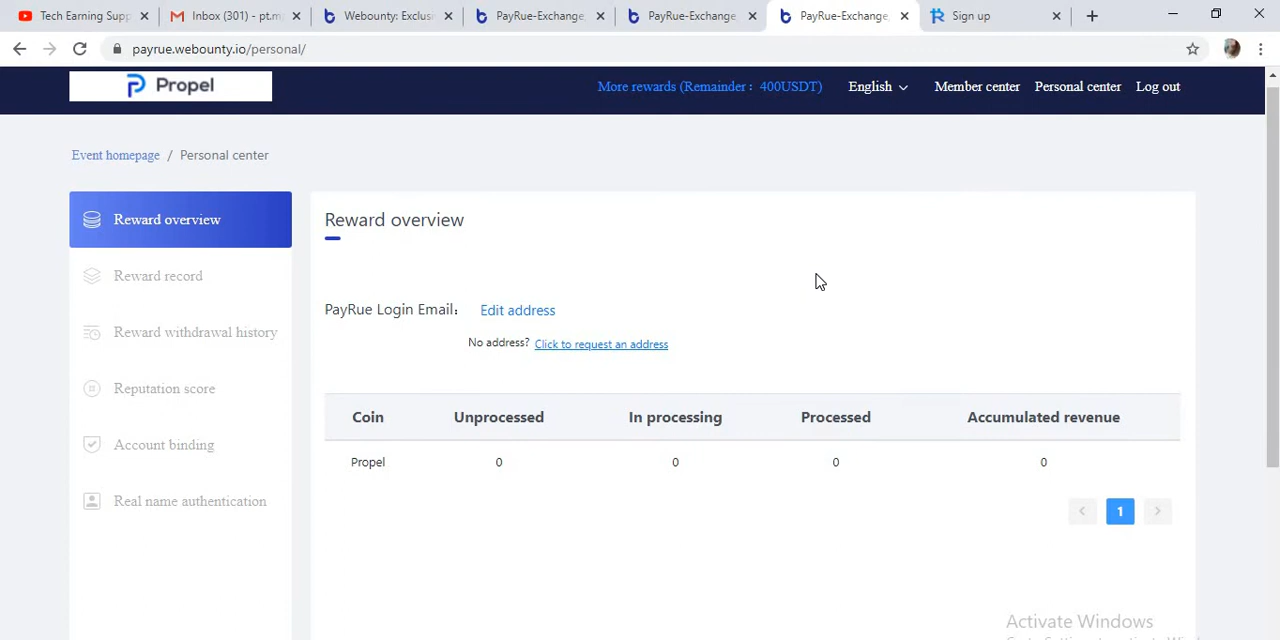 Tech Earning Supp
Inbox (301) - pt.m
Webounty: Exclus
PayRue-Exchange,
PayRue-Exchange,
PayRue-Exchange,
Sign up
payrue.webounty.io/personal/
Propel
More rewards (Remainder：400USDT)
English
Member center
Personal center
Log out
Event homepage / Personal center
Reward overview
Reward record
Reward withdrawal history
Reputation score
Account binding
Real name authentication
Reward overview
PayRue Login Email： Edit address
No address? Click to request an address
Coin Unprocessed In processing Processed Accumulated revenue
Propel 0 0 0 0
1
Activate Windows